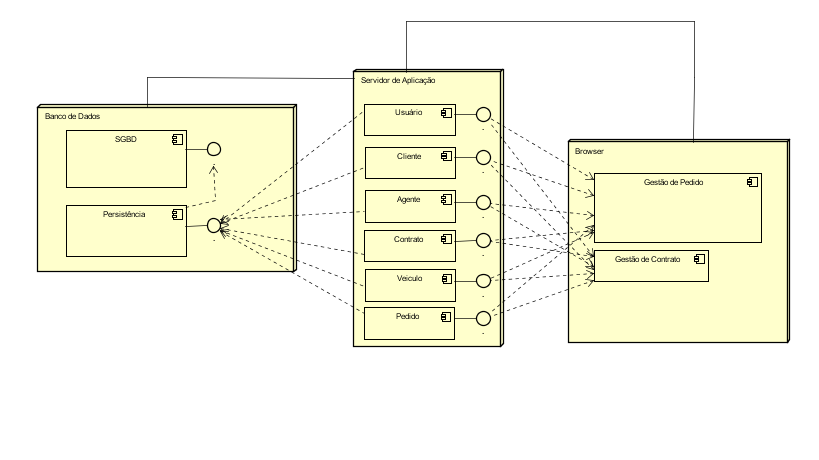 Servidor de Aplicação
Usuário
Cliente
Agente
Contrato
Veiculo
Pedido
Banco de Dados
SGBD
Persistência
Browser
Gestão de Pedido
Gestão de Contrato